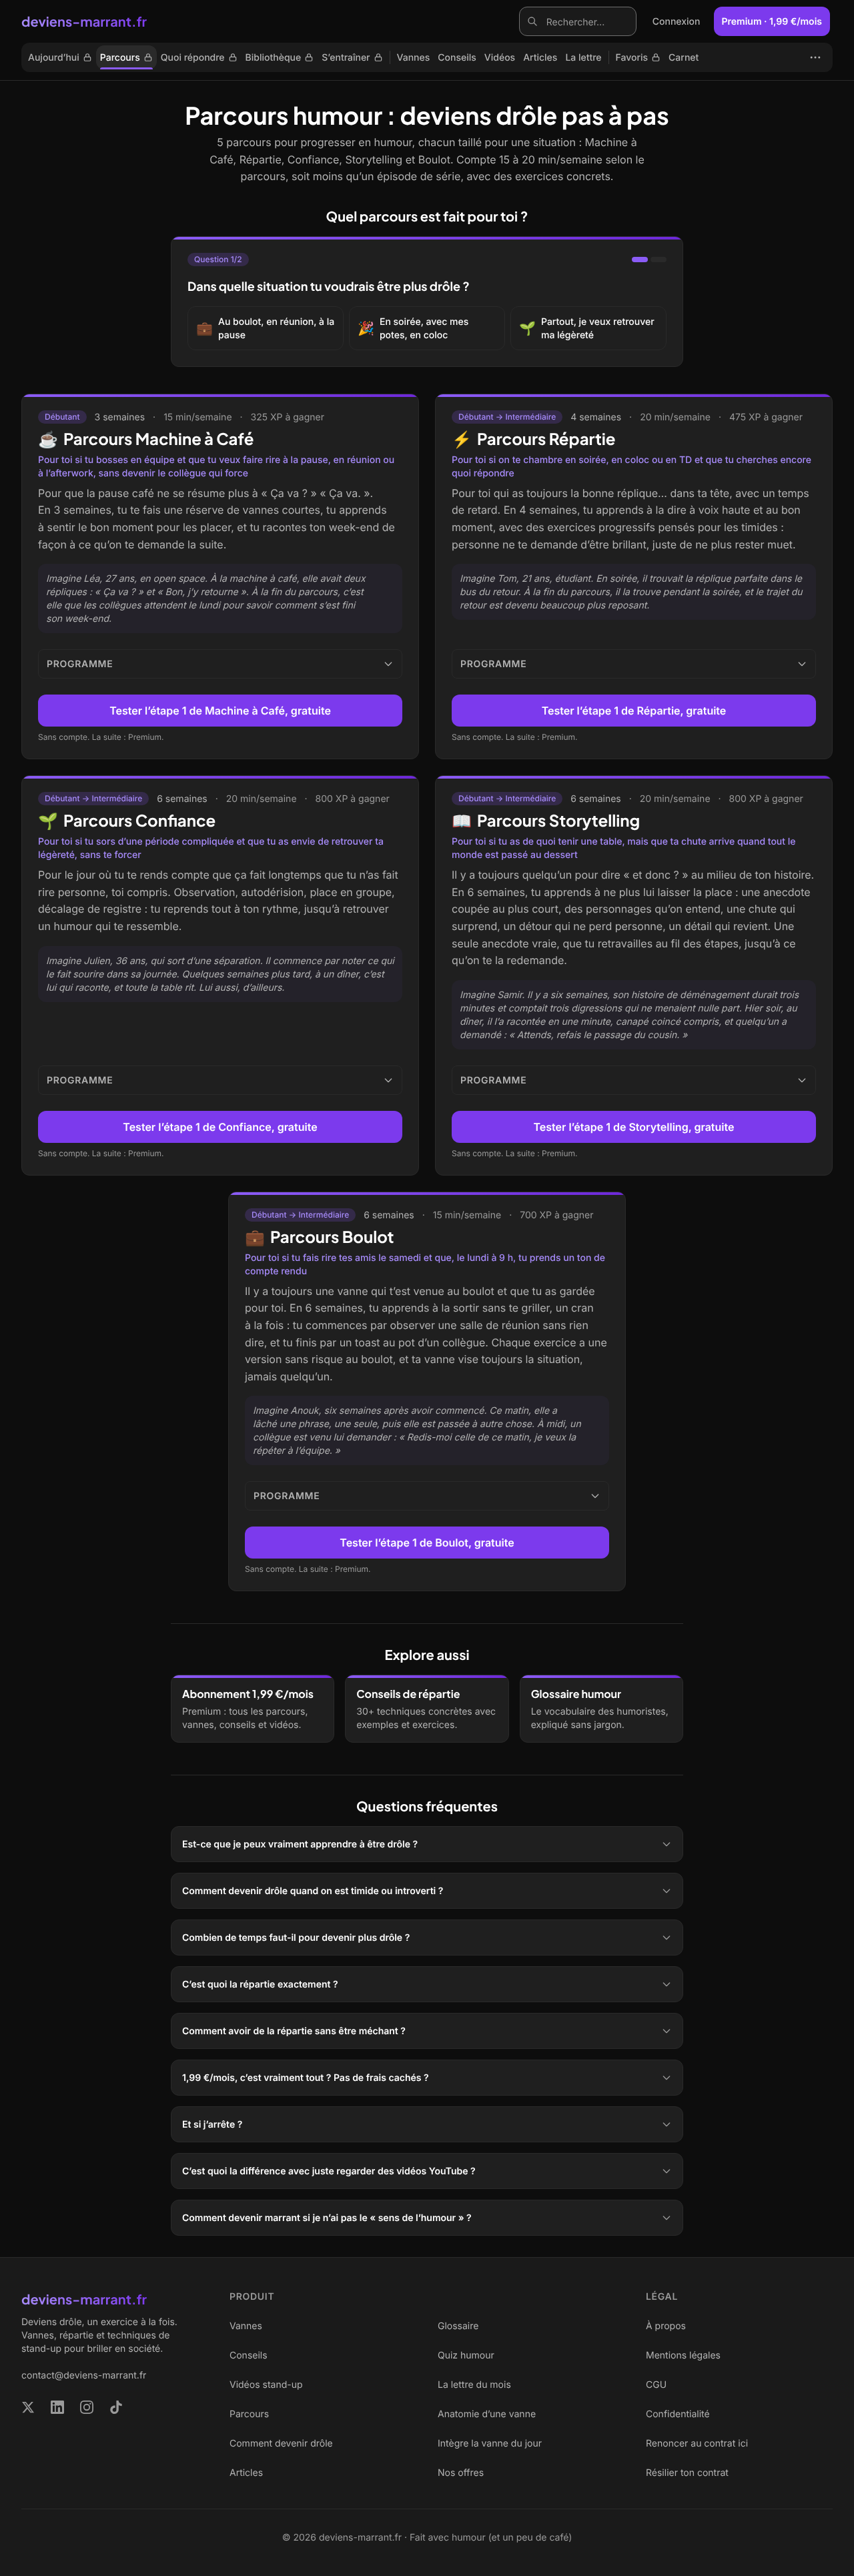 deviens-marrant.fr
Rechercher...
Connexion
Premium · 1,99 €/mois
Aujourd’hui
Parcours
Quoi répondre
Bibliothèque
S’entraîner
Vannes
Conseils
Vidéos
Articles
La lettre
Favoris
Carnet
Parcours humour : deviens drôle pas à pas
5 parcours pour progresser en humour, chacun taillé pour une situation : Machine à
Café, Répartie, Confiance, Storytelling et Boulot. Compte 15 à 20 min/semaine selon le
parcours, soit moins qu’un épisode de série, avec des exercices concrets.
Quel parcours est fait pour toi ?
Question 1/2
Dans quelle situation tu voudrais être plus drôle ?
Au boulot, en réunion, à la
pause
En soirée, avec mes
potes, en coloc
Partout, je veux retrouver
ma légèreté
Débutant 3 semaines · 15 min/semaine · 325 XP à gagner
Parcours Machine à Café
Pour toi si tu bosses en équipe et que tu veux faire rire à la pause, en réunion ou
à l’afterwork, sans devenir le collègue qui force
Pour que la pause café ne se résume plus à « Ça va ? » « Ça va. ».
En 3 semaines, tu te fais une réserve de vannes courtes, tu apprends
à sentir le bon moment pour les placer, et tu racontes ton week-end de
façon à ce qu’on te demande la suite.
Imagine Léa, 27 ans, en open space. À la machine à café, elle avait deux
répliques : « Ça va ? » et « Bon, j’y retourne ». À la fin du parcours, c’est
elle que les collègues attendent le lundi pour savoir comment s’est fini
son week-end.
PROGRAMME
Tester l’étape 1 de Machine à Café, gratuite
Sans compte. La suite : Premium.
Débutant → Intermédiaire 4 semaines · 20 min/semaine · 475 XP à gagner
Parcours Répartie
Pour toi si on te chambre en soirée, en coloc ou en TD et que tu cherches encore
quoi répondre
Pour toi qui as toujours la bonne réplique... dans ta tête, avec un temps
de retard. En 4 semaines, tu apprends à la dire à voix haute et au bon
moment, avec des exercices progressifs pensés pour les timides :
personne ne te demande d’être brillant, juste de ne plus rester muet.
Imagine Tom, 21 ans, étudiant. En soirée, il trouvait la réplique parfaite dans le
bus du retour. À la fin du parcours, il la trouve pendant la soirée, et le trajet du
retour est devenu beaucoup plus reposant.
PROGRAMME
Tester l’étape 1 de Répartie, gratuite
Sans compte. La suite : Premium.
Débutant → Intermédiaire 6 semaines · 20 min/semaine · 800 XP à gagner
Parcours Confiance
Pour toi si tu sors d’une période compliquée et que tu as envie de retrouver ta
légèreté, sans te forcer
Pour le jour où tu te rends compte que ça fait longtemps que tu n’as fait
rire personne, toi compris. Observation, autodérision, place en groupe,
décalage de registre : tu reprends tout à ton rythme, jusqu’à retrouver
un humour qui te ressemble.
Imagine Julien, 36 ans, qui sort d’une séparation. Il commence par noter ce qui
le fait sourire dans sa journée. Quelques semaines plus tard, à un dîner, c’est
lui qui raconte, et toute la table rit. Lui aussi, d’ailleurs.
PROGRAMME
Tester l’étape 1 de Confiance, gratuite
Sans compte. La suite : Premium.
Débutant → Intermédiaire 6 semaines · 20 min/semaine · 800 XP à gagner
Parcours Storytelling
Pour toi si tu as de quoi tenir une table, mais que ta chute arrive quand tout le
monde est passé au dessert
Il y a toujours quelqu’un pour dire « et donc ? » au milieu de ton histoire.
En 6 semaines, tu apprends à ne plus lui laisser la place : une anecdote
coupée au plus court, des personnages qu’on entend, une chute qui
surprend, un détour qui ne perd personne, un détail qui revient. Une
seule anecdote vraie, que tu retravailles au fil des étapes, jusqu’à ce
qu’on te la redemande.
Imagine Samir. Il y a six semaines, son histoire de déménagement durait trois
minutes et comptait trois digressions qui ne menaient nulle part. Hier soir, au
dîner, il l’a racontée en une minute, canapé coincé compris, et quelqu’un a
demandé : « Attends, refais le passage du cousin. »
PROGRAMME
Tester l’étape 1 de Storytelling, gratuite
Sans compte. La suite : Premium.
Débutant → Intermédiaire 6 semaines · 15 min/semaine · 700 XP à gagner
Parcours Boulot
Pour toi si tu fais rire tes amis le samedi et que, le lundi à 9 h, tu prends un ton de
compte rendu
Il y a toujours une vanne qui t’est venue au boulot et que tu as gardée
pour toi. En 6 semaines, tu apprends à la sortir sans te griller, un cran
à la fois : tu commences par observer une salle de réunion sans rien
dire, et tu finis par un toast au pot d’un collègue. Chaque exercice a une
version sans risque au boulot, et ta vanne vise toujours la situation,
jamais quelqu’un.
Imagine Anouk, six semaines après avoir commencé. Ce matin, elle a
lâché une phrase, une seule, puis elle est passée à autre chose. À midi, un
collègue est venu lui demander : « Redis-moi celle de ce matin, je veux la
répéter à l’équipe. »
PROGRAMME
Tester l’étape 1 de Boulot, gratuite
Sans compte. La suite : Premium.
Explore aussi
Abonnement 1,99 €/mois
Premium : tous les parcours,
vannes, conseils et vidéos.
Conseils de répartie
30+ techniques concrètes avec
exemples et exercices.
Glossaire humour
Le vocabulaire des humoristes,
expliqué sans jargon.
Questions fréquentes
Est-ce que je peux vraiment apprendre à être drôle ?
Comment devenir drôle quand on est timide ou introverti ?
Combien de temps faut-il pour devenir plus drôle ?
C’est quoi la répartie exactement ?
Comment avoir de la répartie sans être méchant ?
1,99 €/mois, c’est vraiment tout ? Pas de frais cachés ?
Et si j’arrête ?
C’est quoi la différence avec juste regarder des vidéos YouTube ?
Comment devenir marrant si je n’ai pas le « sens de l’humour » ?
deviens-marrant.fr
Deviens drôle, un exercice à la fois.
Vannes, répartie et techniques de
stand-up pour briller en société.
contact@deviens-marrant.fr
PRODUIT
Vannes
Conseils
Vidéos stand-up
Parcours
Comment devenir drôle
Articles
Glossaire
Quiz humour
La lettre du mois
Anatomie d’une vanne
Intègre la vanne du jour
Nos offres
LÉGAL
À propos
Mentions légales
CGU
Confidentialité
Renoncer au contrat ici
Résilier ton contrat
© 2026 deviens-marrant.fr · Fait avec humour (et un peu de café)